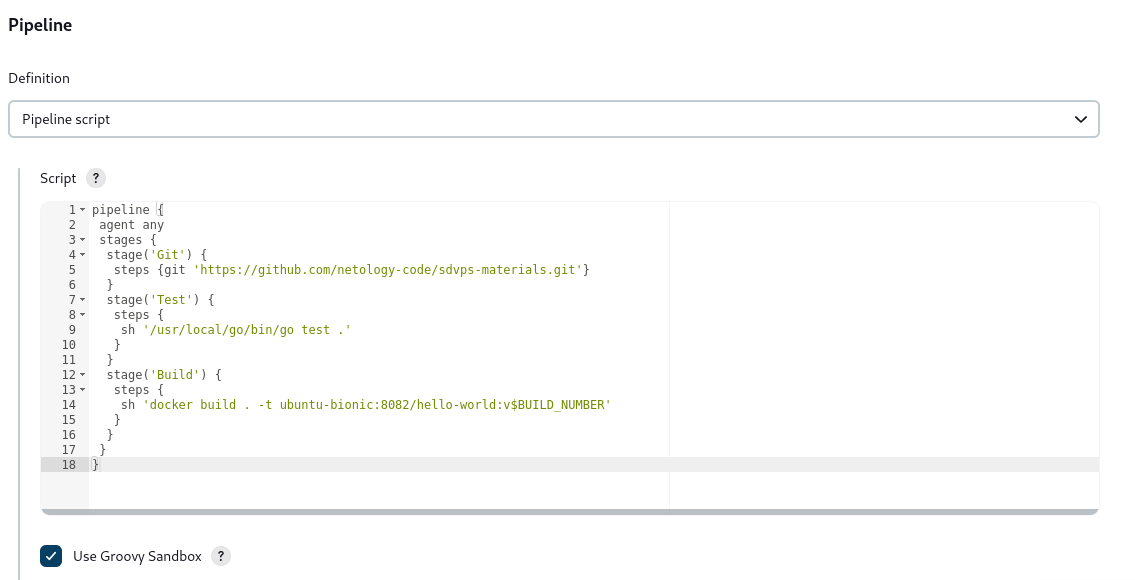 Pipeline
Definition
Pipeline script
Script ?
1 pipeline {
2  agent any
3  stages {
4   stage('Git') {
5    steps {git 'https://github.com/netology-code/sdvps-materials.git'}
6   }
7   stage('Test') {
8    steps {
9     sh '/usr/local/go/bin/go test .'
10    }
11   }
12   stage('Build') {
13    steps {
14     sh 'docker build . -t ubuntu-bionic:8082/hello-world:v$BUILD_NUMBER'
15    }
16   }
17  }
18 }
Use Groovy Sandbox ?